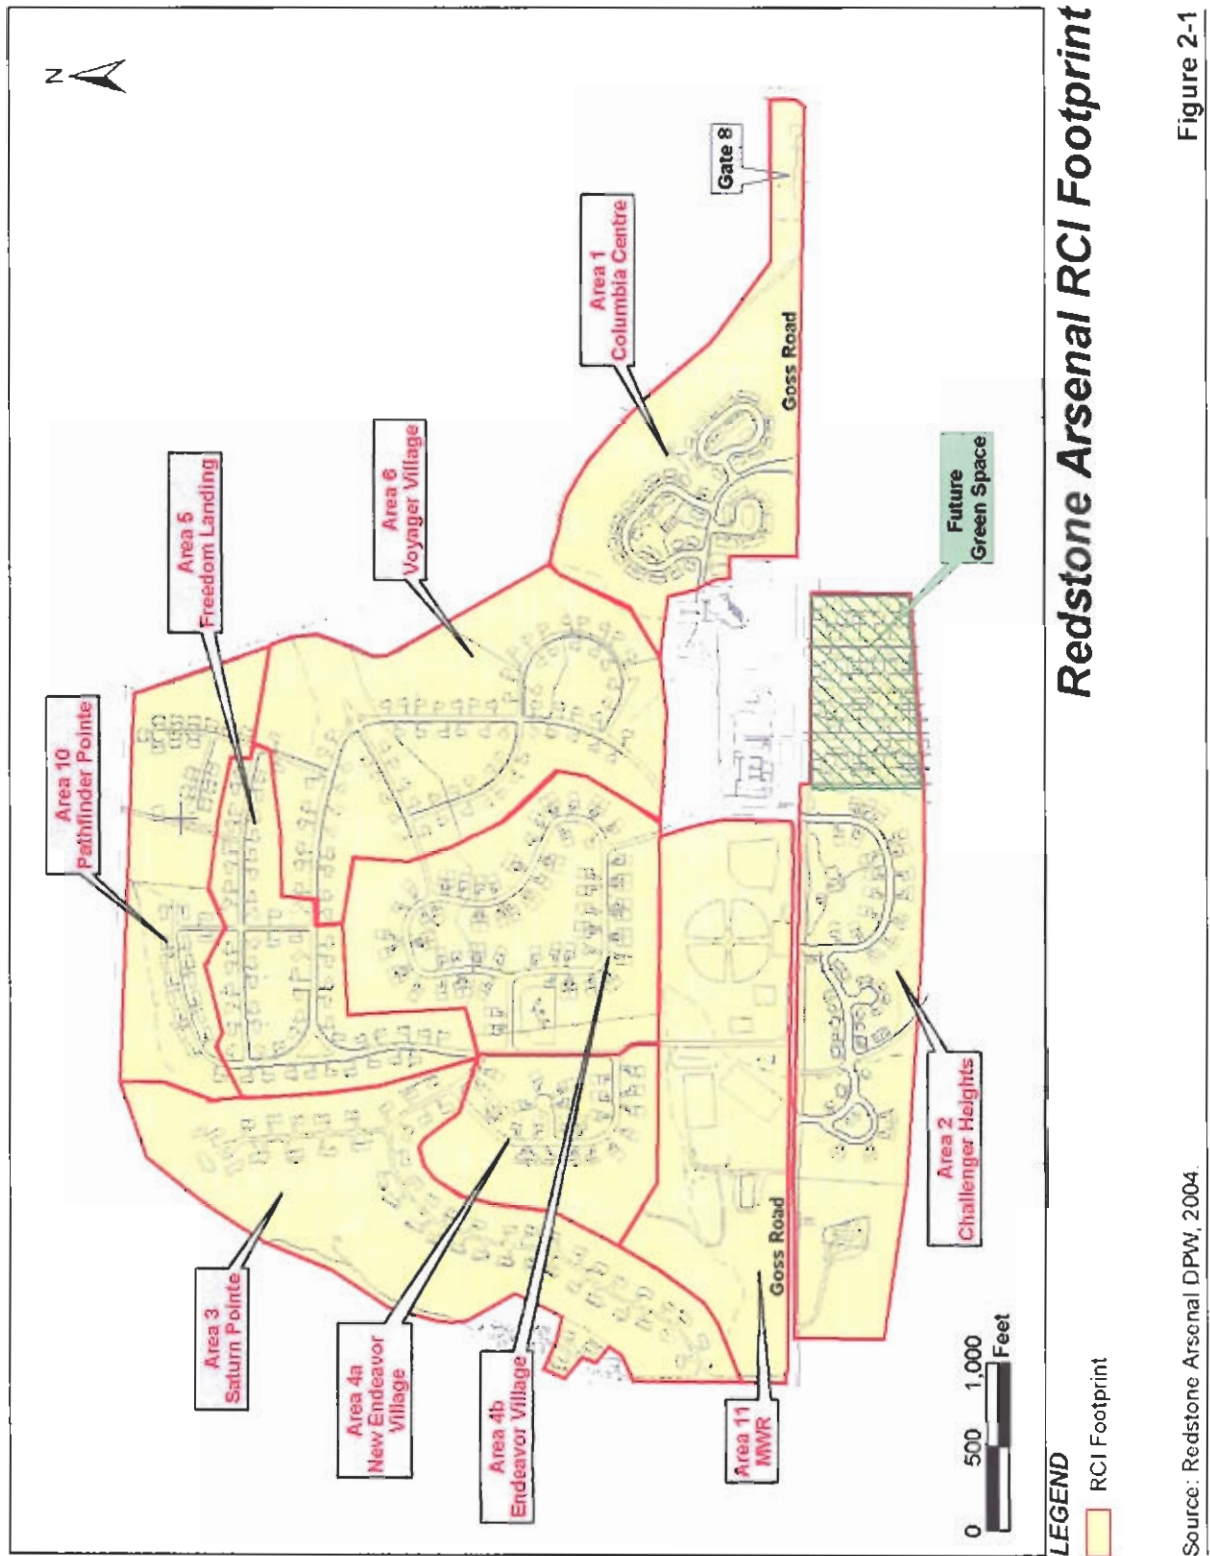 N
Area 10
Pathfinder Pointe
Area 5
Freedom Landing
Area 6
Voyager Village
Area 1
Columbia Centre
Gate 8
Area 3
Saturn Pointe
Area 4a
New Endeavor
Village
Area 4b
Endeavor Village
Area 11
MWR
Goss Road
Goss Road
Area 2
Challenger Heights
Future
Green Space
0 500 1,000
Feet
LEGEND
RCI Footprint
Redstone Arsenal RCI Footprint
Source: Redstone Arsenal DPW, 2004.
Figure 2-1